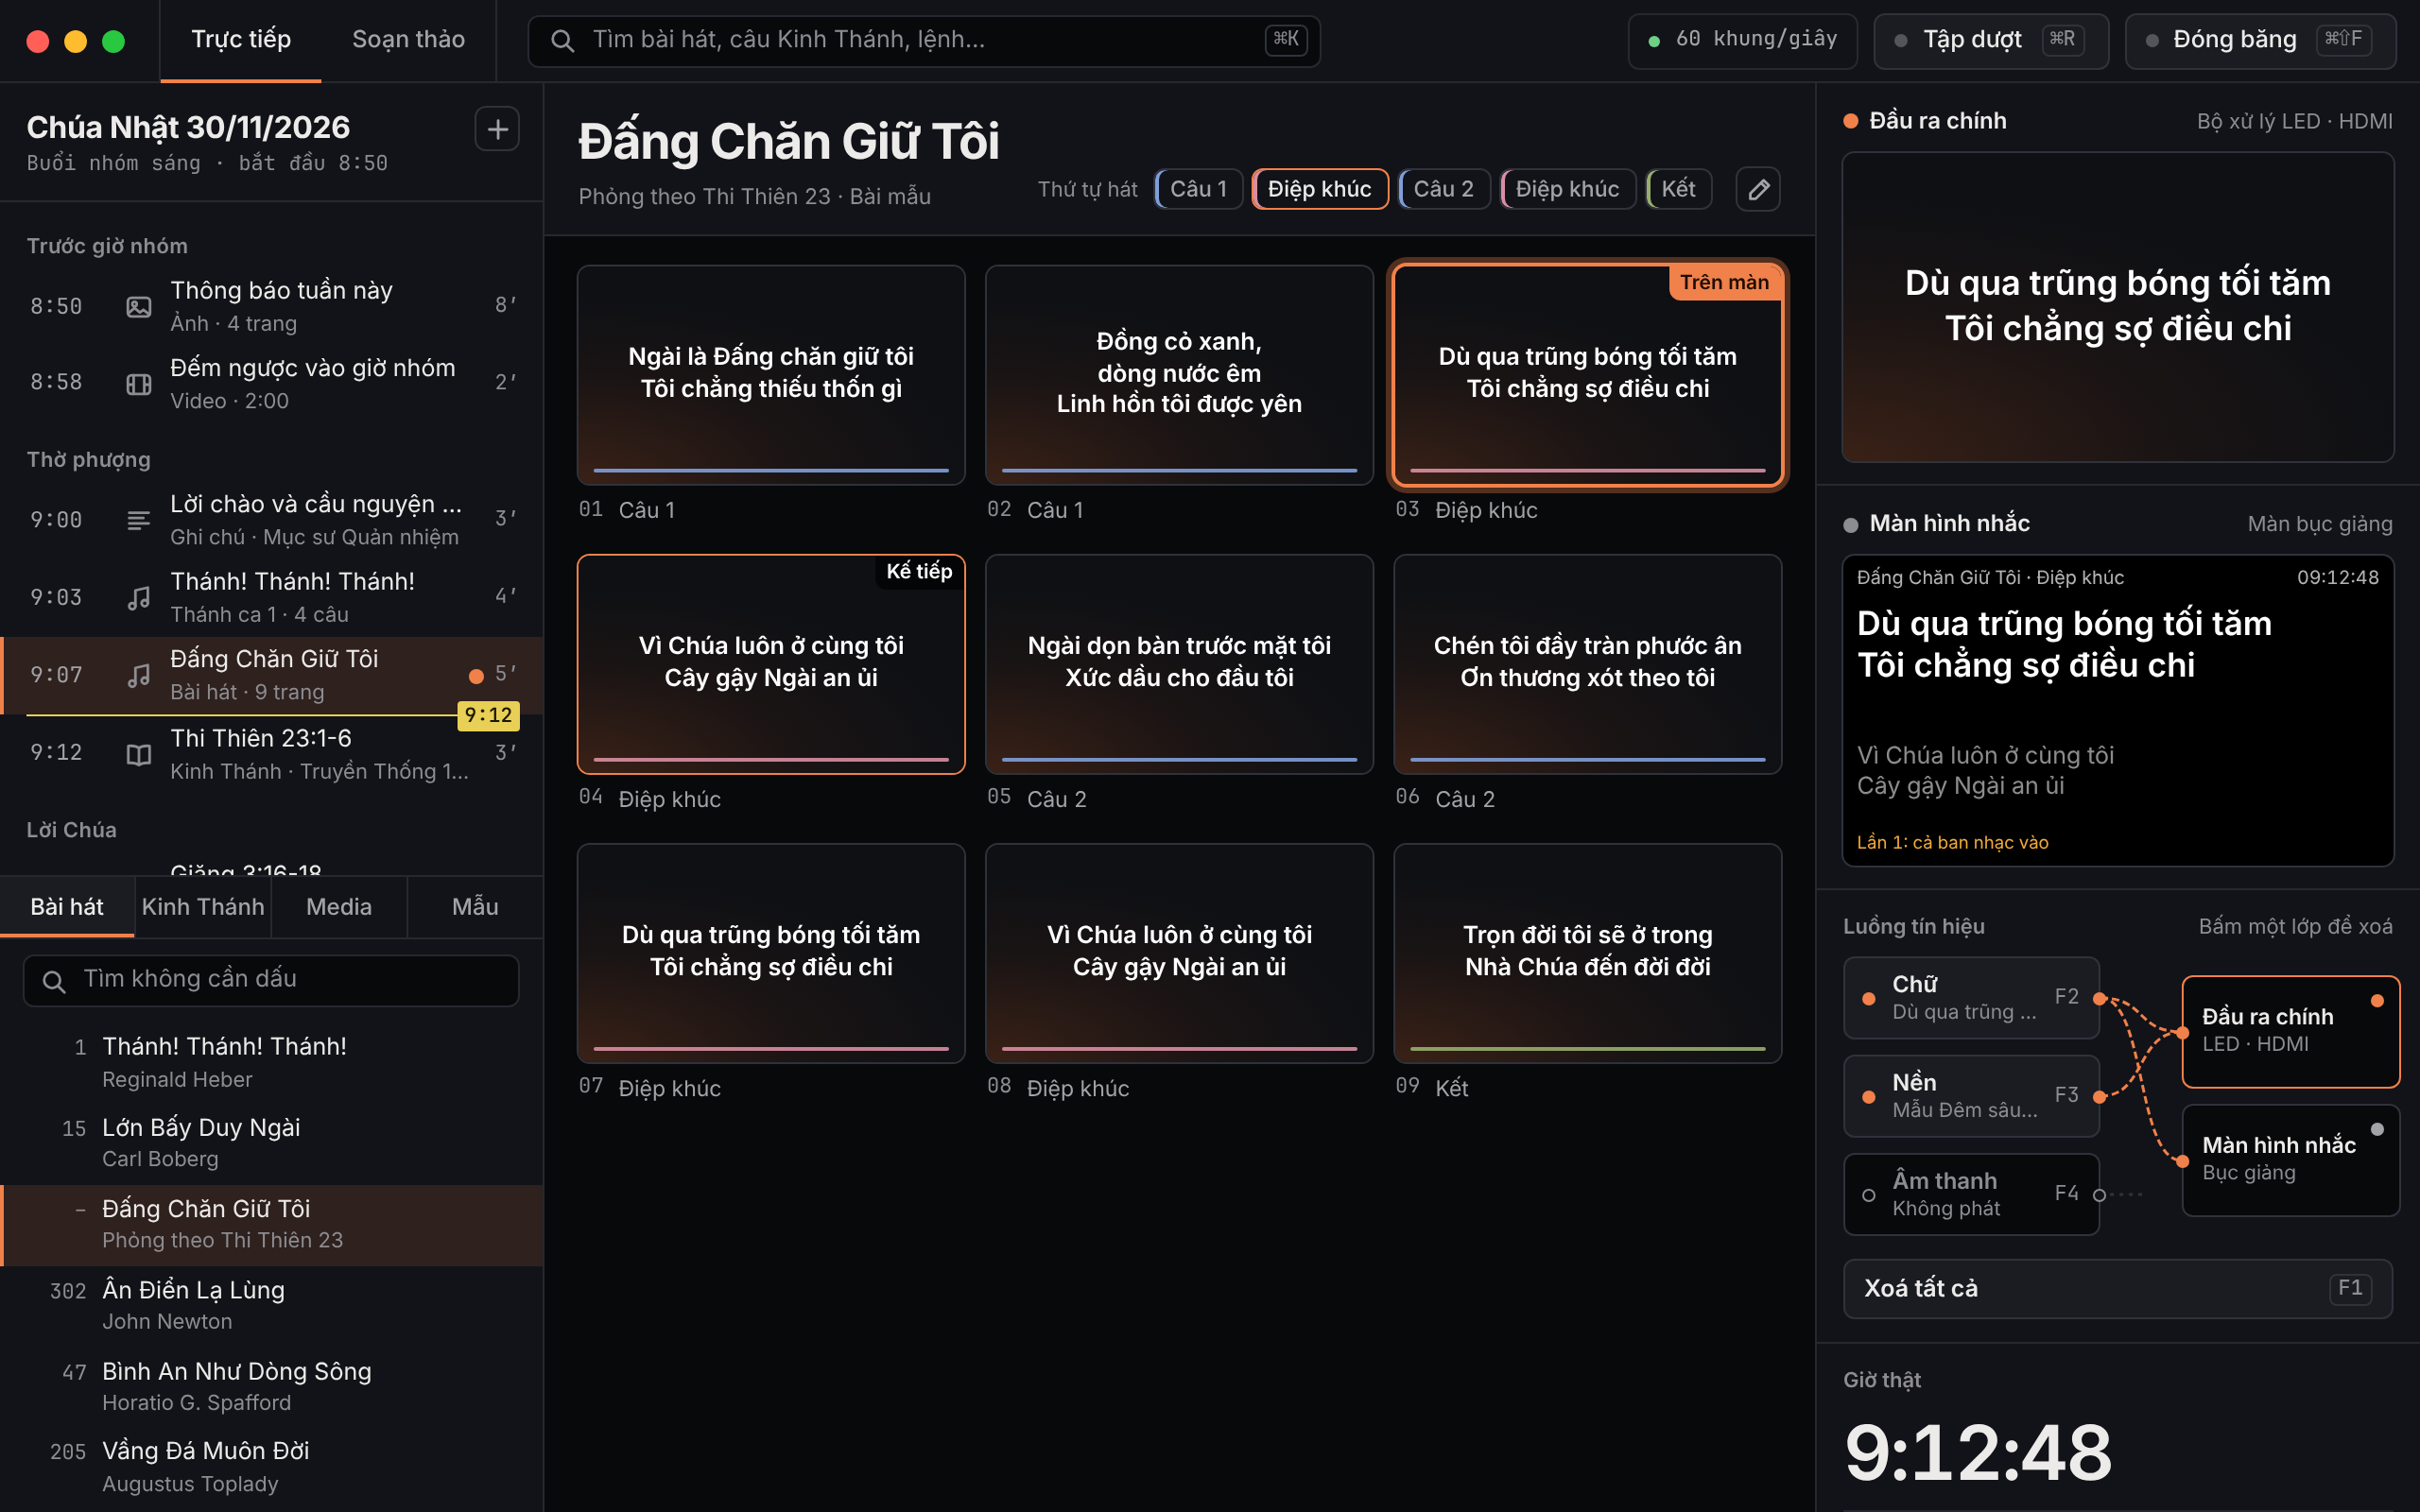 Trực tiếp
Soạn thảo
Tìm bài hát, câu Kinh Thánh, lệnh...
⌘K
60 khung/giây
Tập dượt
⌘R
Đóng băng
⌘⇧F
Chúa Nhật 30/11/2026
Buổi nhóm sáng · bắt đầu 8:50
Trước giờ nhóm
8:50
Thông báo tuần này
8′
Ảnh · 4 trang
8:58
Đếm ngược vào giờ nhóm
2′
Video · 2:00
Thờ phượng
9:00
Lời chào và cầu nguyện ...
3′
Ghi chú · Mục sư Quản nhiệm
9:03
Thánh! Thánh! Thánh!
4′
Thánh ca 1 · 4 câu
9:07
Đấng Chăn Giữ Tôi
5′
Bài hát · 9 trang
9:12
9:12
Thi Thiên 23:1-6
3′
Kinh Thánh · Truyền Thống 1...
Lời Chúa
Giăng 3:16-18
Bài hát
Kinh Thánh
Media
Mẫu
Tìm không cần dấu
1
Thánh! Thánh! Thánh!
Reginald Heber
15
Lớn Bấy Duy Ngài
Carl Boberg
–
Đấng Chăn Giữ Tôi
Phỏng theo Thi Thiên 23
302
Ân Điển Lạ Lùng
John Newton
47
Bình An Như Dòng Sông
Horatio G. Spafford
205
Vầng Đá Muôn Đời
Augustus Toplady
Đấng Chăn Giữ Tôi
Phỏng theo Thi Thiên 23 · Bài mẫu
Thứ tự hát
Câu 1
Điệp khúc
Câu 2
Điệp khúc
Kết
Ngài là Đấng chăn giữ tôi
Tôi chẳng thiếu thốn gì
01 Câu 1
Đồng cỏ xanh,
dòng nước êm
Linh hồn tôi được yên
02 Câu 1
Trên màn
Dù qua trũng bóng tối tăm
Tôi chẳng sợ điều chi
03 Điệp khúc
Kế tiếp
Vì Chúa luôn ở cùng tôi
Cây gậy Ngài an ủi
04 Điệp khúc
Ngài dọn bàn trước mặt tôi
Xức dầu cho đầu tôi
05 Câu 2
Chén tôi đầy tràn phước ân
Ơn thương xót theo tôi
06 Câu 2
Dù qua trũng bóng tối tăm
Tôi chẳng sợ điều chi
07 Điệp khúc
Vì Chúa luôn ở cùng tôi
Cây gậy Ngài an ủi
08 Điệp khúc
Trọn đời tôi sẽ ở trong
Nhà Chúa đến đời đời
09 Kết
Đầu ra chính
Bộ xử lý LED · HDMI
Dù qua trũng bóng tối tăm
Tôi chẳng sợ điều chi
Màn hình nhắc
Màn bục giảng
Đấng Chăn Giữ Tôi · Điệp khúc
09:12:48
Dù qua trũng bóng tối tăm
Tôi chẳng sợ điều chi
Vì Chúa luôn ở cùng tôi
Cây gậy Ngài an ủi
Lần 1: cả ban nhạc vào
Luồng tín hiệu
Bấm một lớp để xoá
Chữ
Dù qua trũng ...
F2
Nền
Mẫu Đêm sâu...
F3
Âm thanh
Không phát
F4
Đầu ra chính
LED · HDMI
Màn hình nhắc
Bục giảng
Xoá tất cả
F1
Giờ thật
9:12:48